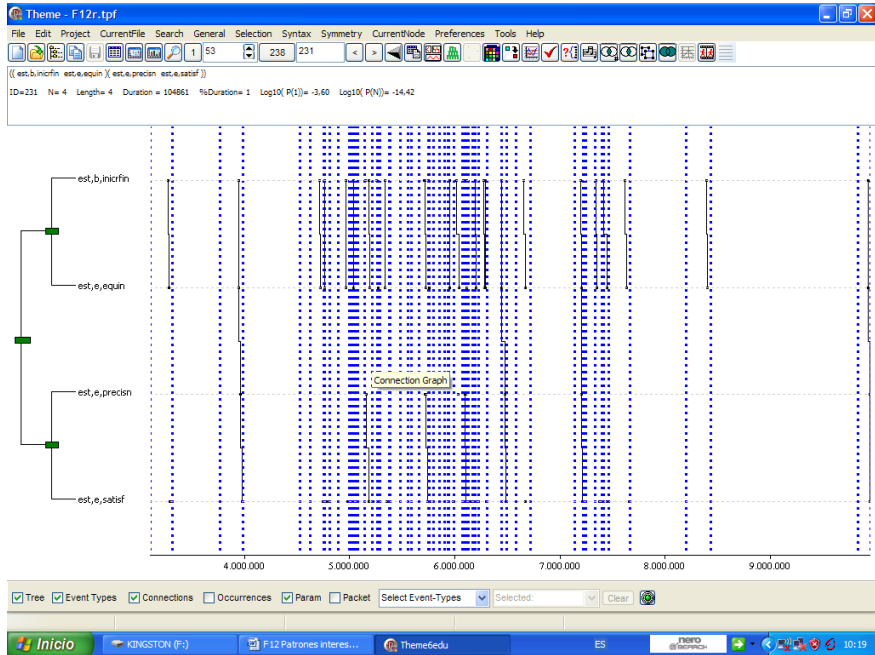 Theme - F12r.tpf
File Edit Project CurrentFile Search General Selection Syntax Symmetry CurrentNode Preferences Tools Help
1 53 238 231 < >
(( est,b,inicrfin est,e,equin )( est,e,precisn est,e,satisf ))
ID=231 N= 4 Length= 4 Duration = 104861 %Duration= 1 Log10( P(1))= -3,60 Log10( P(N))= -14,42
est,b,inicrfin
est,e,equin
Connection Graph
est,e,precisn
est,e,satisf
4.000.000 5.000.000 6.000.000 7.000.000 8.000.000 9.000.000
Tree Event Types Connections Occurrences Param Packet Select Event-Types Selected: Clear
Inicio KINGSTON (F:) F12 Patrones interes... Theme6edu ES nero SEARCH 10:19